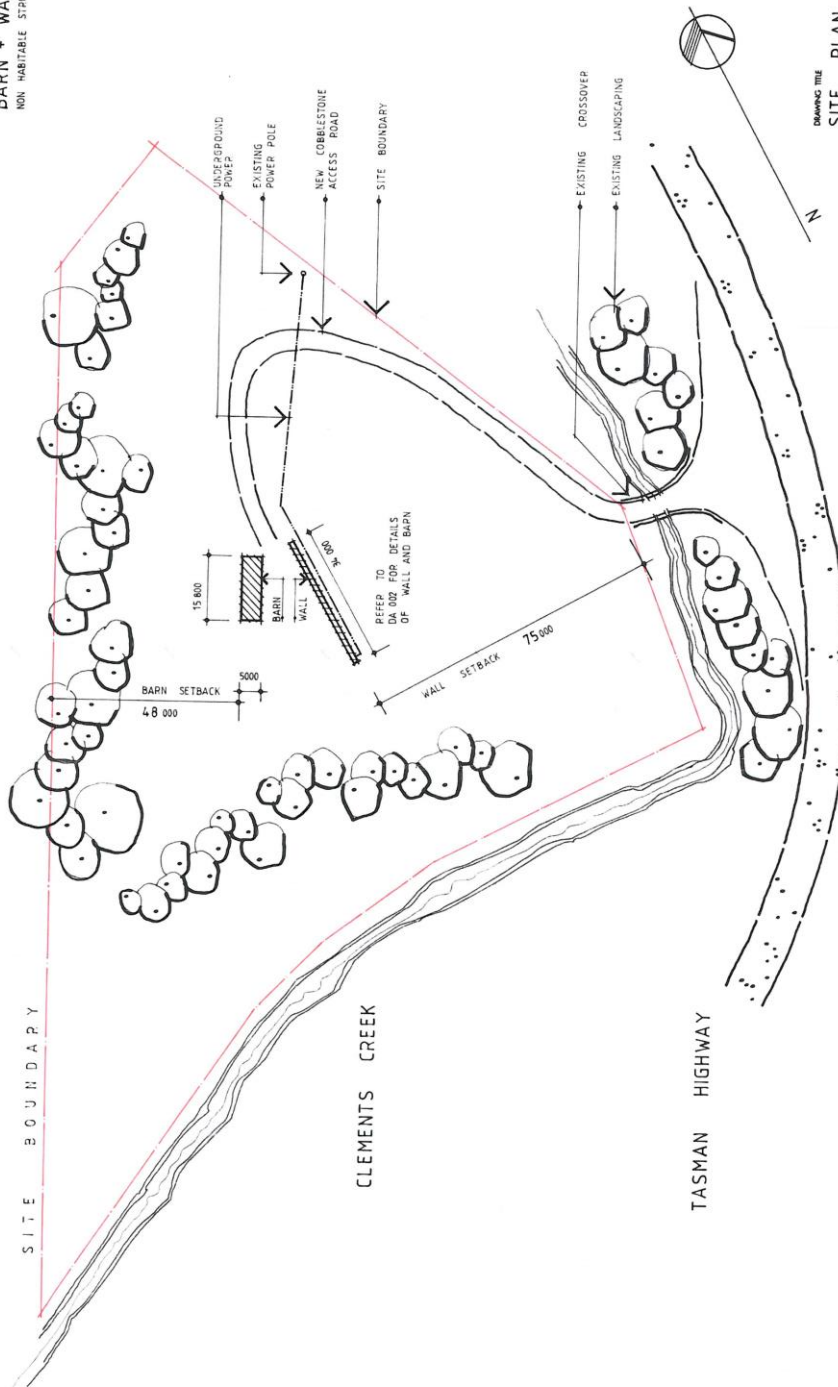 BARN + WA
NON HABITABLE STR
UNDERGROUND
POWER
EXISTING
POWER POLE
NEW COBBLESTONE
ACCESS ROAD
SITE BOUNDARY
EXISTING CROSSOVER
EXISTING LANDSCAPING
SITE BOUNDARY
15 800
BARN
WALL
34 000
REFER TO
DA 002 FOR DETAILS
OF WALL AND BARN
5000
BARN SETBACK
48 000
WALL SETBACK
75 000
CLEMENTS CREEK
TASMAN HIGHWAY
N
DRAWING TITLE
SITE PLAN